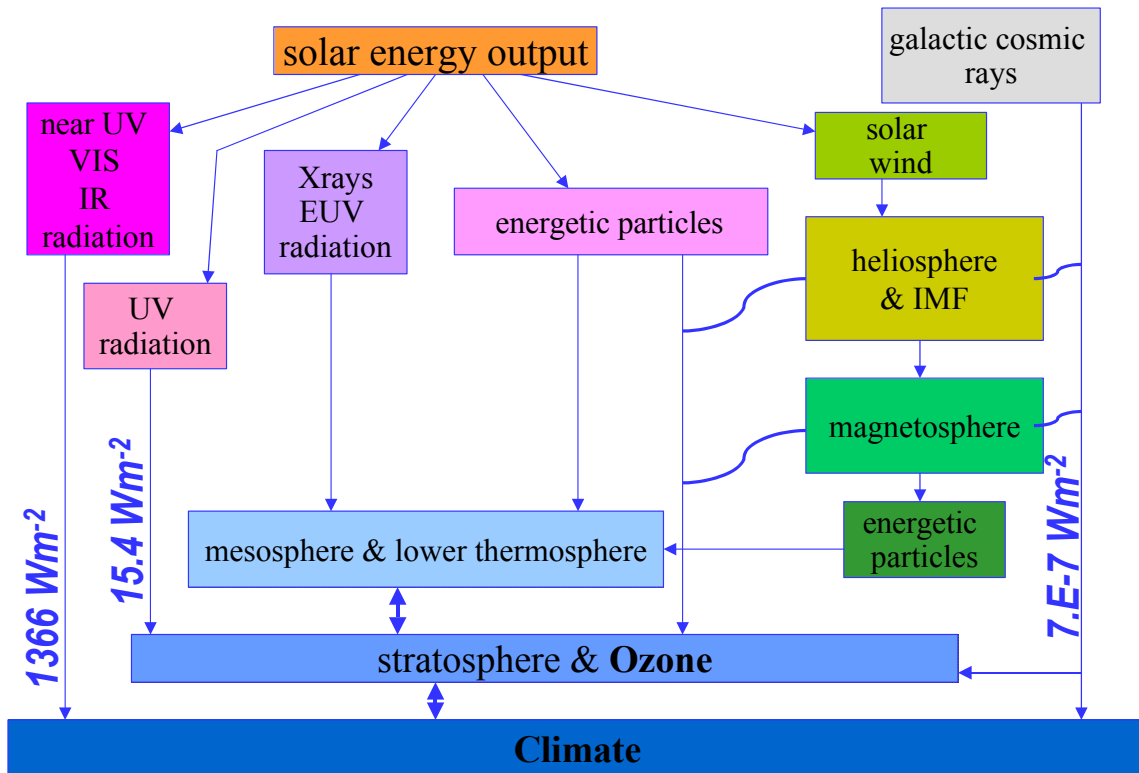 solar energy output
galactic cosmic
rays
near UV
VIS
IR
radiation
Xrays
EUV
radiation
energetic particles
solar
wind
heliosphere
& IMF
UV
radiation
magnetosphere
energetic
particles
mesosphere & lower thermosphere
1366 Wm-2
15.4 Wm-2
7.E-7 Wm-2
stratosphere & Ozone
Climate